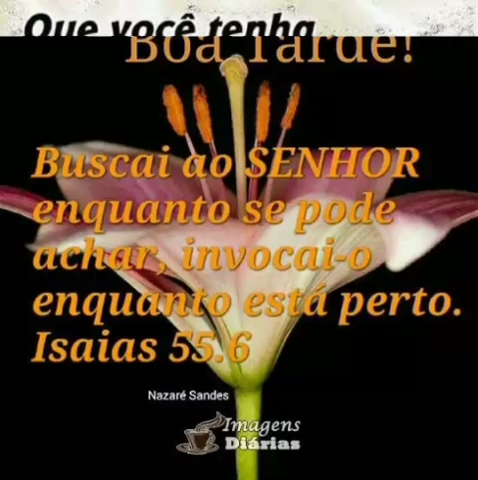 Que você tenha
Boa Tarde!
Buscai ao SENHOR
enquanto se pode
achar, invocai-o
enquanto está perto.
Isaias 55.6
Nazaré Sandes
Imagens
Diárias